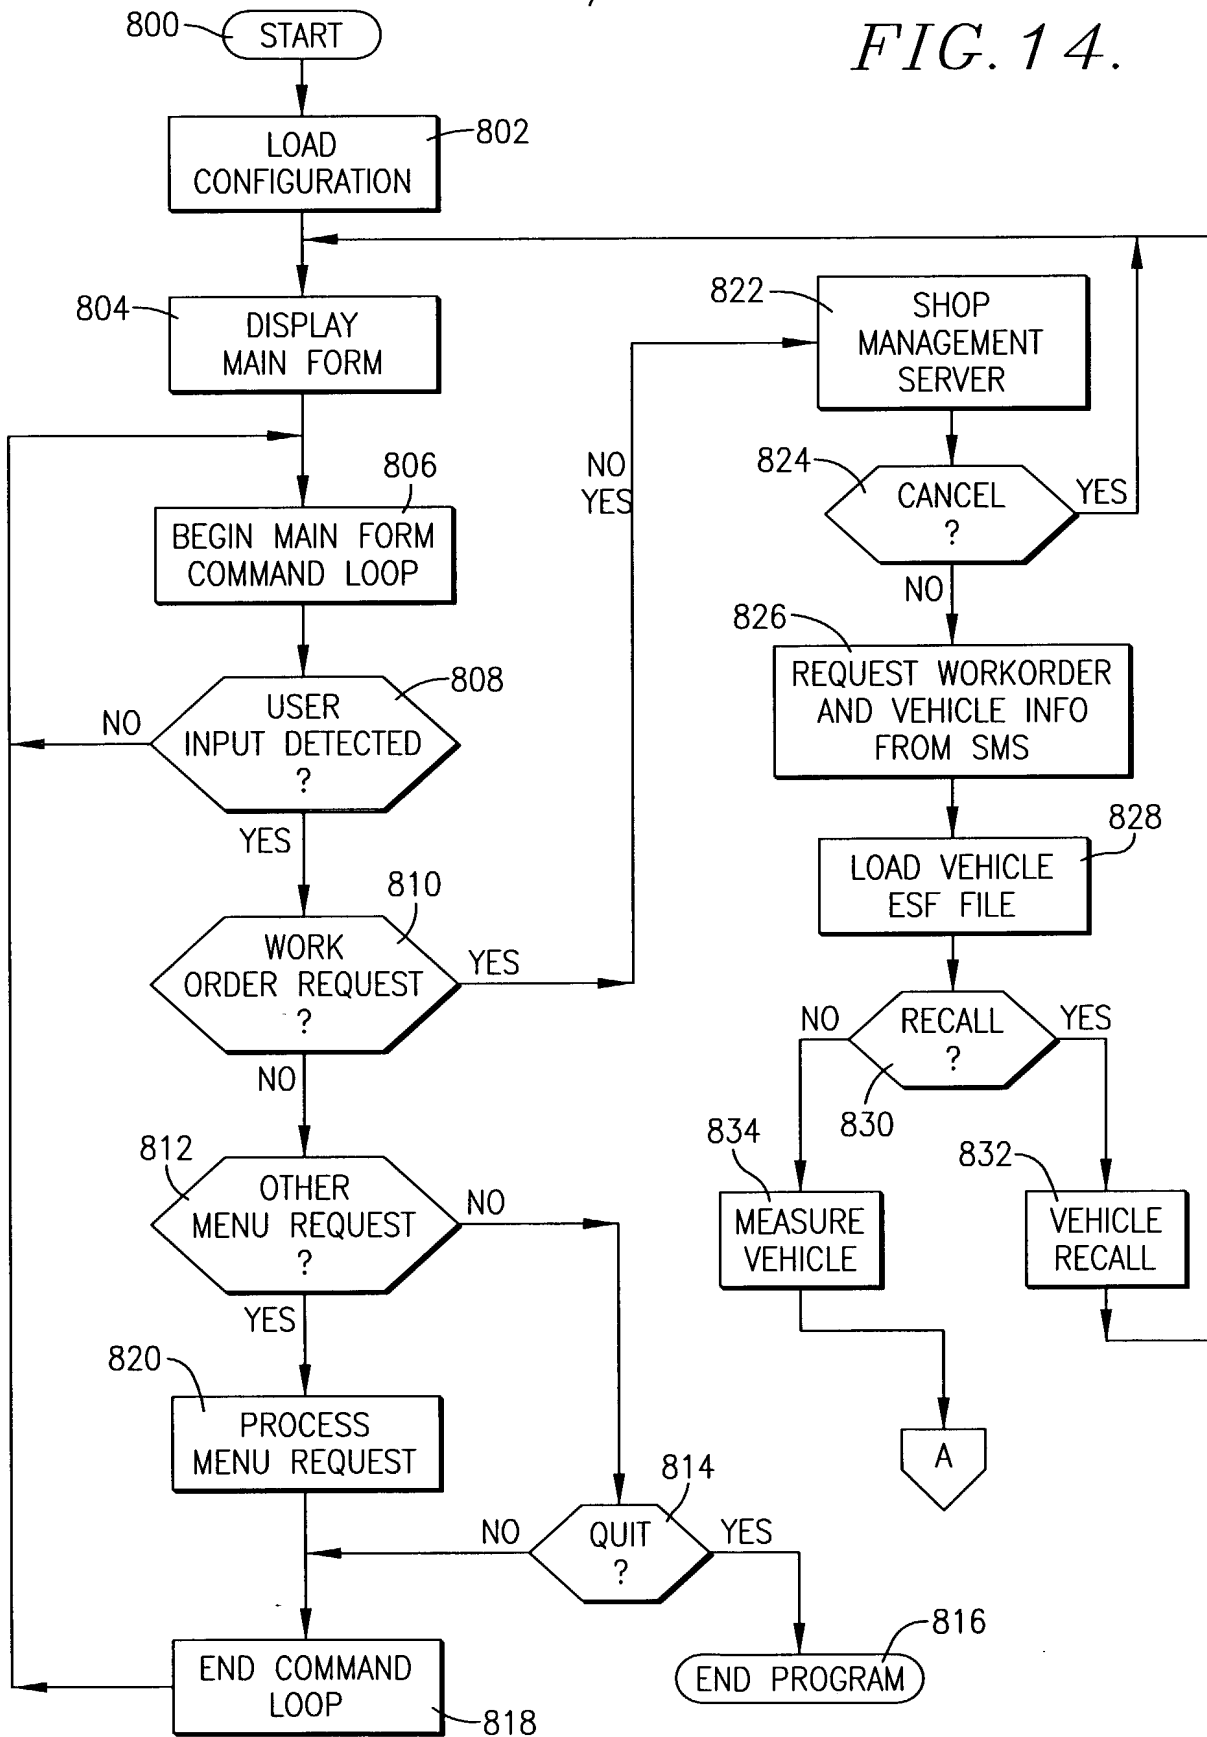 FIG. 14.
800
START
802
LOAD
CONFIGURATION
804
DISPLAY
MAIN FORM
806
BEGIN MAIN FORM
COMMAND LOOP
808
USER
INPUT DETECTED
?
NO
YES
810
WORK
ORDER REQUEST
?
YES
NO
812
OTHER
MENU REQUEST
?
NO
YES
820
PROCESS
MENU REQUEST
814
QUIT
?
NO
YES
816
END PROGRAM
END COMMAND
LOOP
818
NO
YES
822
SHOP
MANAGEMENT
SERVER
824
CANCEL
?
YES
NO
826
REQUEST WORKORDER
AND VEHICLE INFO
FROM SMS
828
LOAD VEHICLE
ESF FILE
RECALL
?
NO
YES
830
834
MEASURE
VEHICLE
832
VEHICLE
RECALL
A